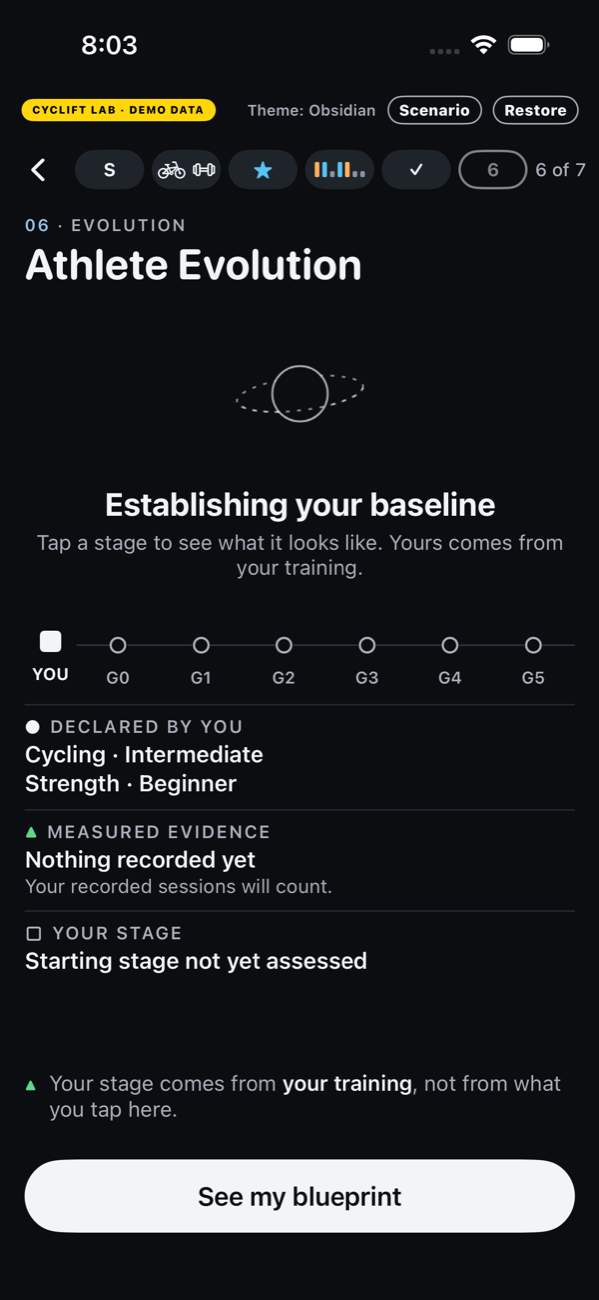 8:03
CYCLIFT LAB · DEMO DATA
Theme: Obsidian
Scenario
Restore
S
6
6 of 7
06 · EVOLUTION
Athlete Evolution
Establishing your baseline
Tap a stage to see what it looks like. Yours comes from
your training.
YOU
G0
G1
G2
G3
G4
G5
DECLARED BY YOU
Cycling · Intermediate
Strength · Beginner
MEASURED EVIDENCE
Nothing recorded yet
Your recorded sessions will count.
YOUR STAGE
Starting stage not yet assessed
Your stage comes from your training, not from what
you tap here.
See my blueprint